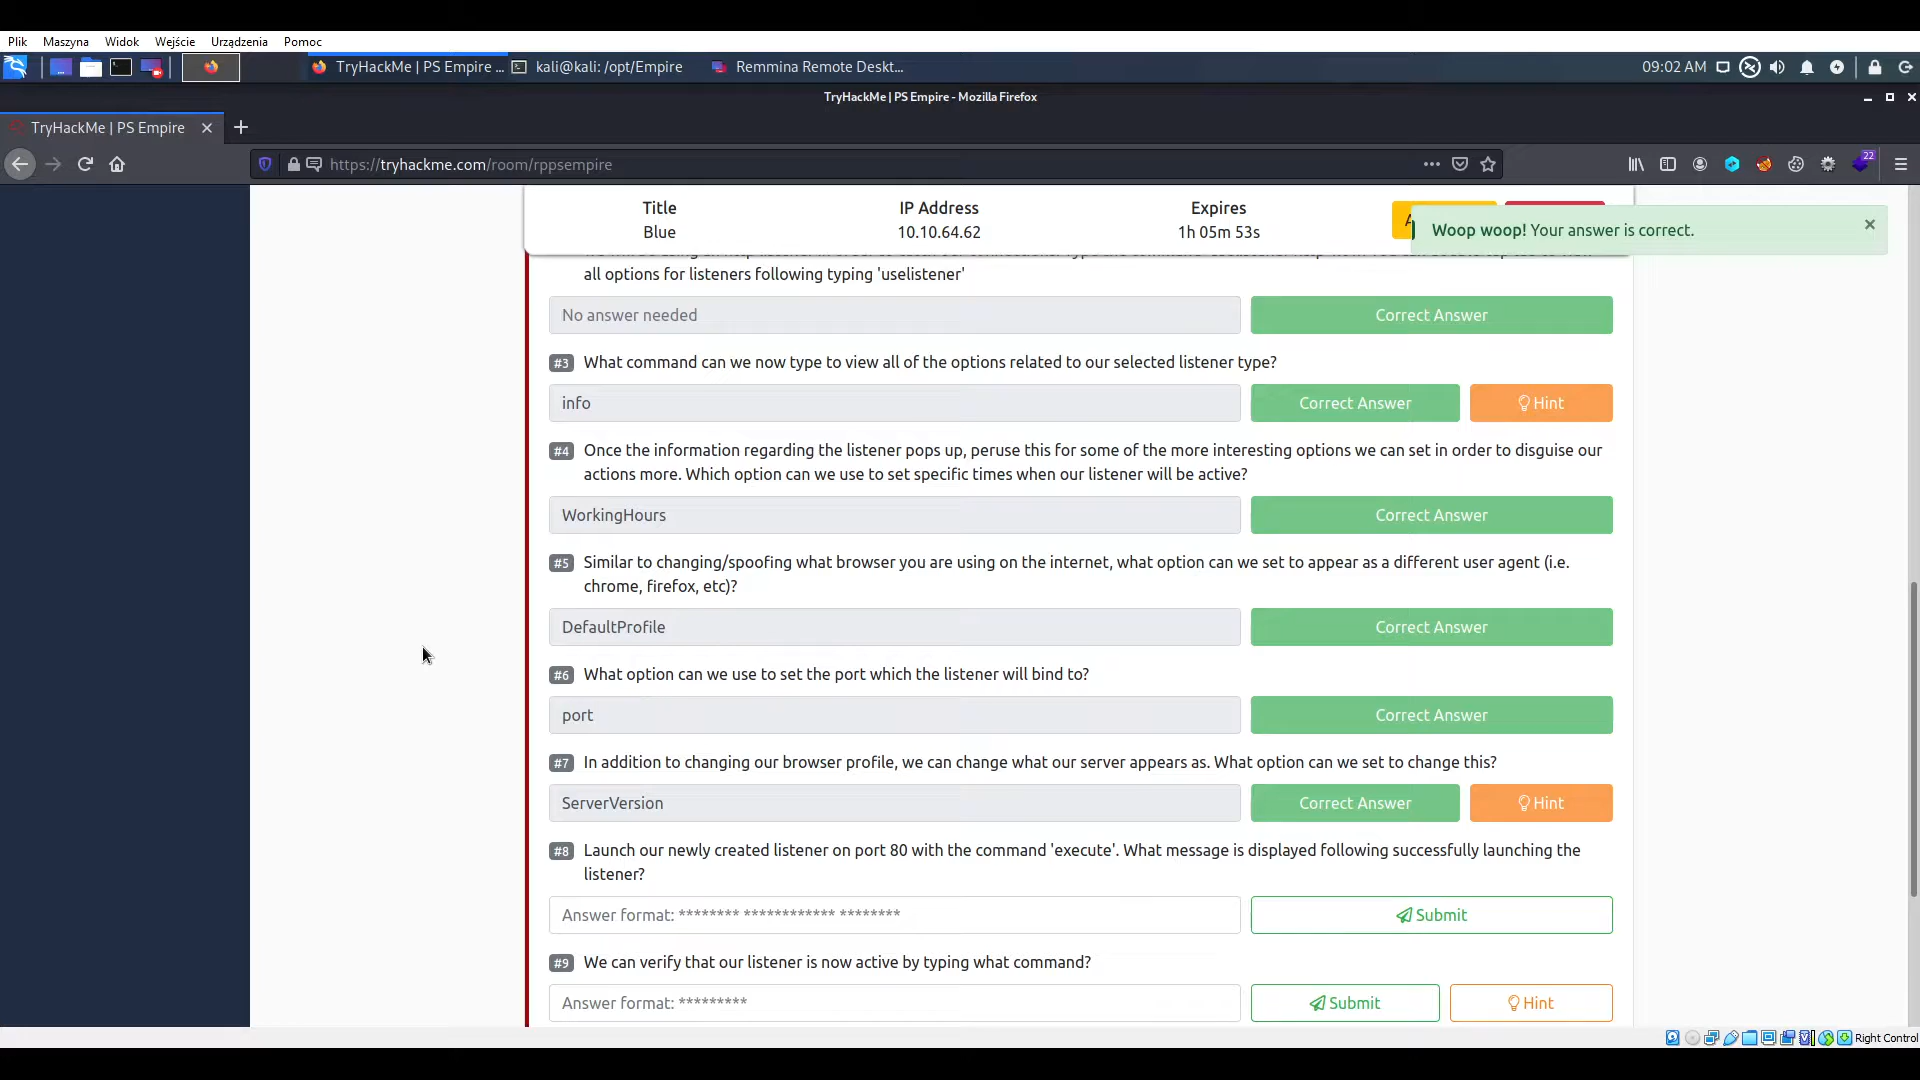 Plik Maszyna Widok Wejście Urządzenia Pomoc
TryHackMe | PS Empire ... kali@kali: /opt/Empire Remmina Remote Deskt... 09:02 AM
TryHackMe | PS Empire - Mozilla Firefox
TryHackMe | PS Empire
https://tryhackme.com/room/rppsempire
22
Title IP Address Expires
Blue 10.10.64.62 1h 05m 53s
Woop woop! Your answer is correct.
all options for listeners following typing 'uselistener'
No answer needed Correct Answer
#3 What command can we now type to view all of the options related to our selected listener type?
info Correct Answer Hint
#4 Once the information regarding the listener pops up, peruse this for some of the more interesting options we can set in order to disguise our
actions more. Which option can we use to set specific times when our listener will be active?
WorkingHours Correct Answer
#5 Similar to changing/spoofing what browser you are using on the internet, what option can we set to appear as a different user agent (i.e.
chrome, firefox, etc)?
DefaultProfile Correct Answer
#6 What option can we use to set the port which the listener will bind to?
port Correct Answer
#7 In addition to changing our browser profile, we can change what our server appears as. What option can we set to change this?
ServerVersion Correct Answer Hint
#8 Launch our newly created listener on port 80 with the command 'execute'. What message is displayed following successfully launching the
listener?
Answer format: ******** ************ ******** Submit
#9 We can verify that our listener is now active by typing what command?
Answer format: ********* Submit Hint
Right Control